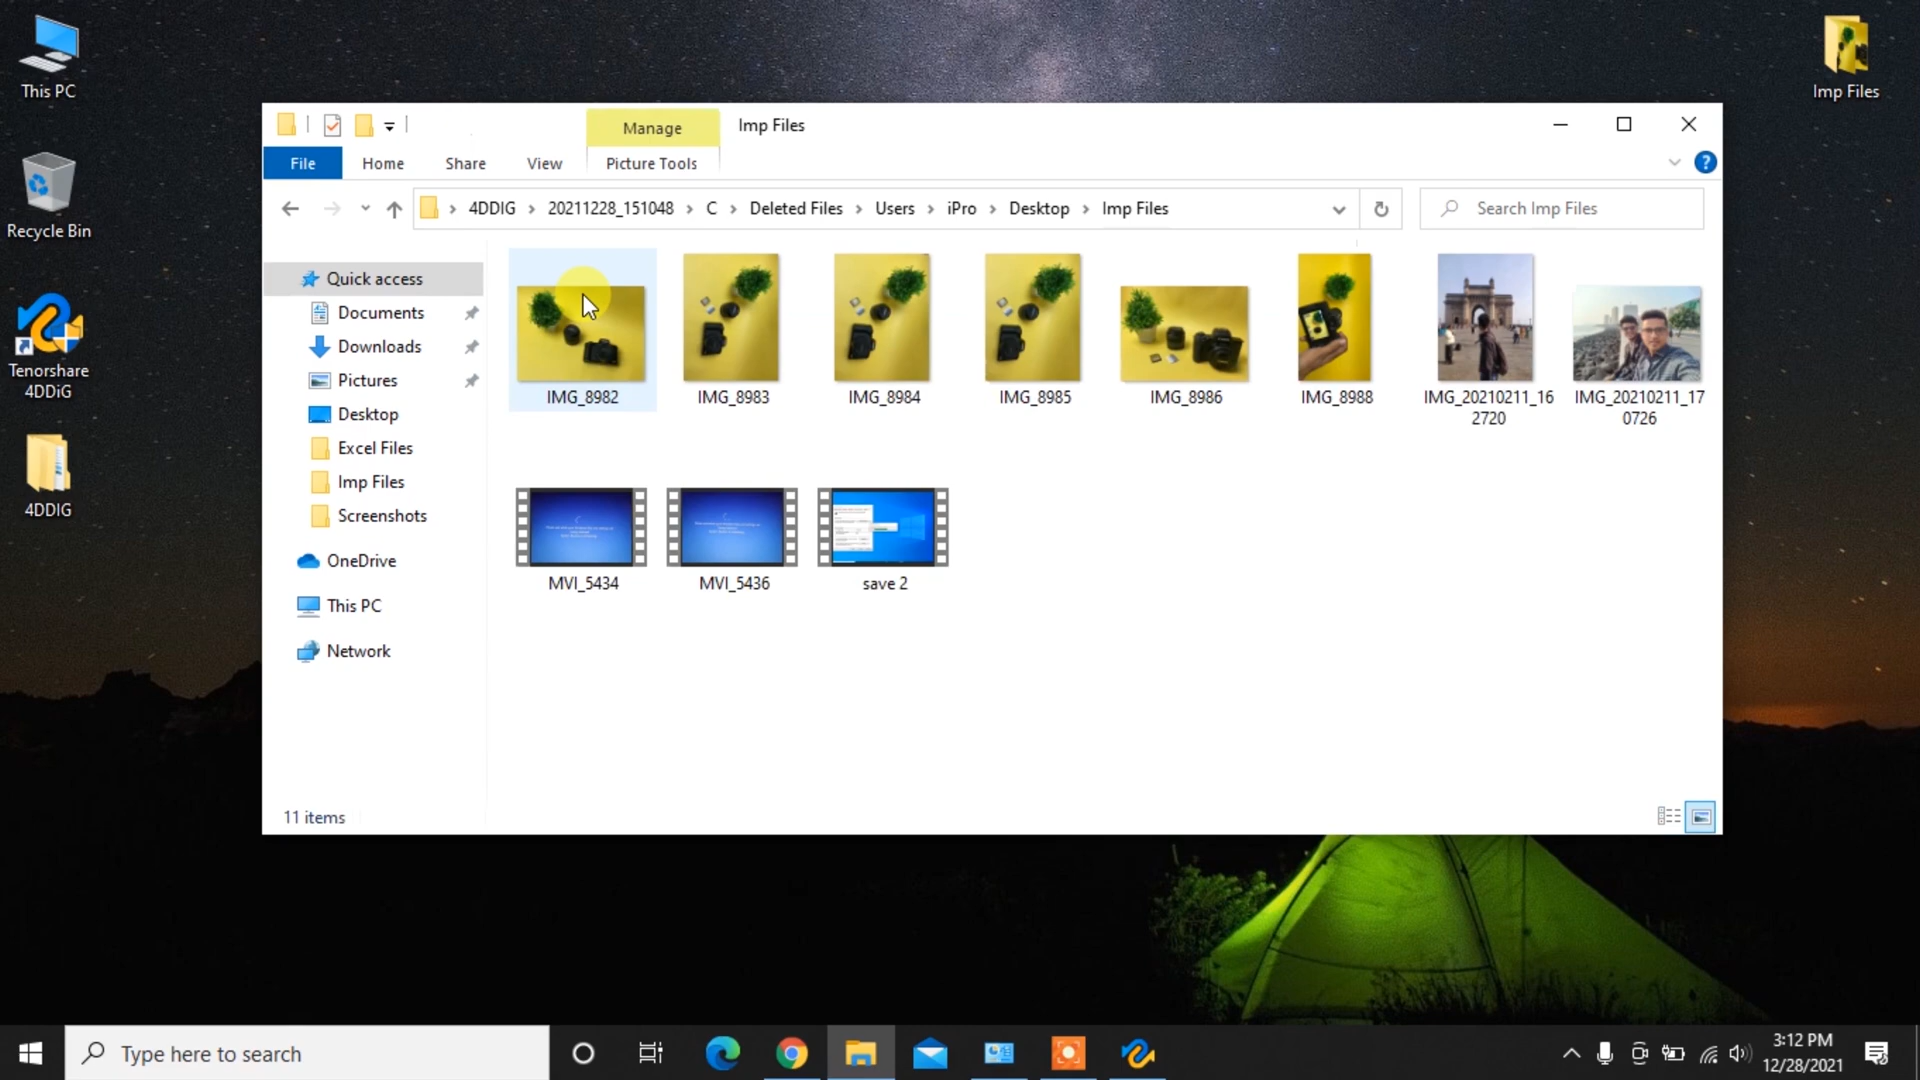 This PC
Recycle Bin
Tenorshare
4DDiG
4DDIG
Imp Files
Manage
Imp Files
File
Home
Share
View
Picture Tools
4DDIG > 20211228_151048 > C > Deleted Files > Users > iPro > Desktop > Imp Files
Search Imp Files
Quick access
Documents
Downloads
Pictures
Desktop
Excel Files
Imp Files
Screenshots
OneDrive
This PC
Network
IMG_8982
IMG_8983
IMG_8984
IMG_8985
IMG_8986
IMG_8988
IMG_20210211_16
2720
IMG_20210211_17
0726
MVI_5434
MVI_5436
save 2
11 items
Type here to search
3:12 PM
12/28/2021